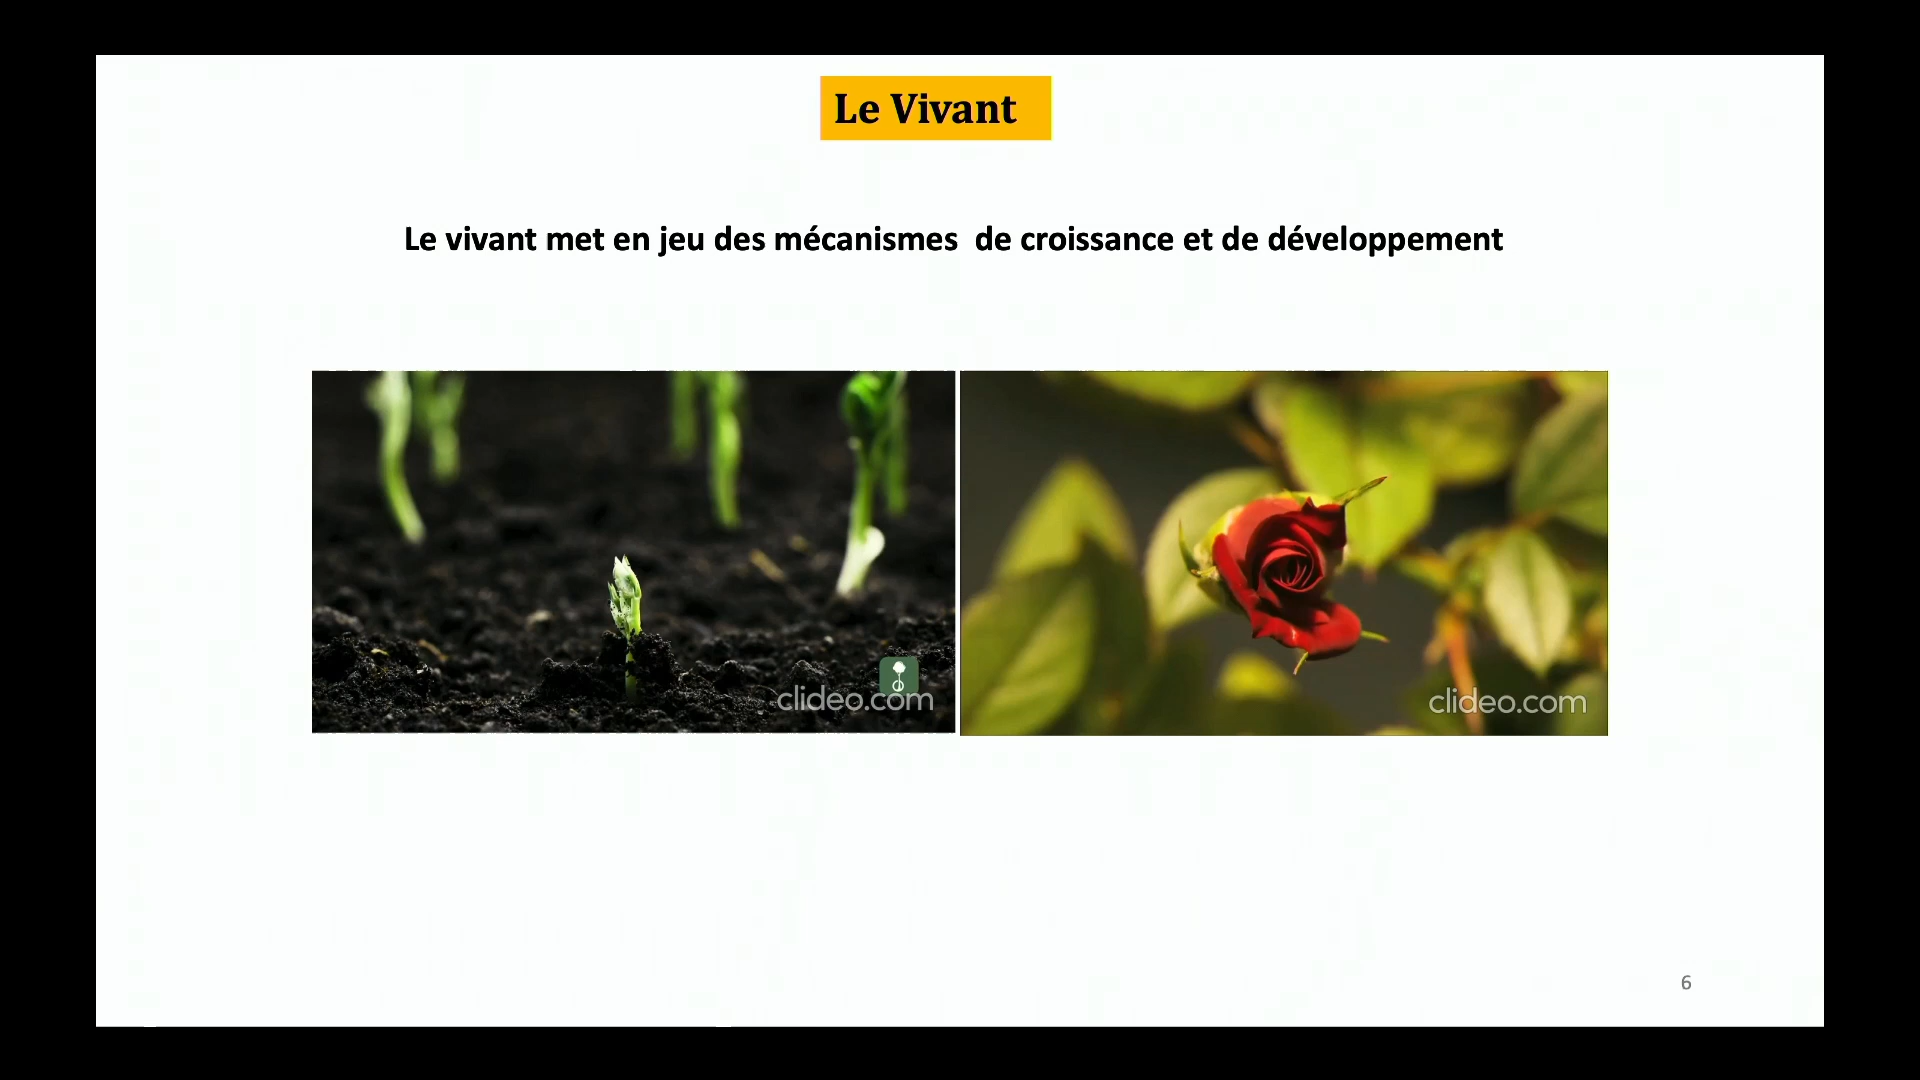 Le Vivant
Le vivant met en jeu des mécanismes  de croissance et de développement
clideo.com
clideo.com
6